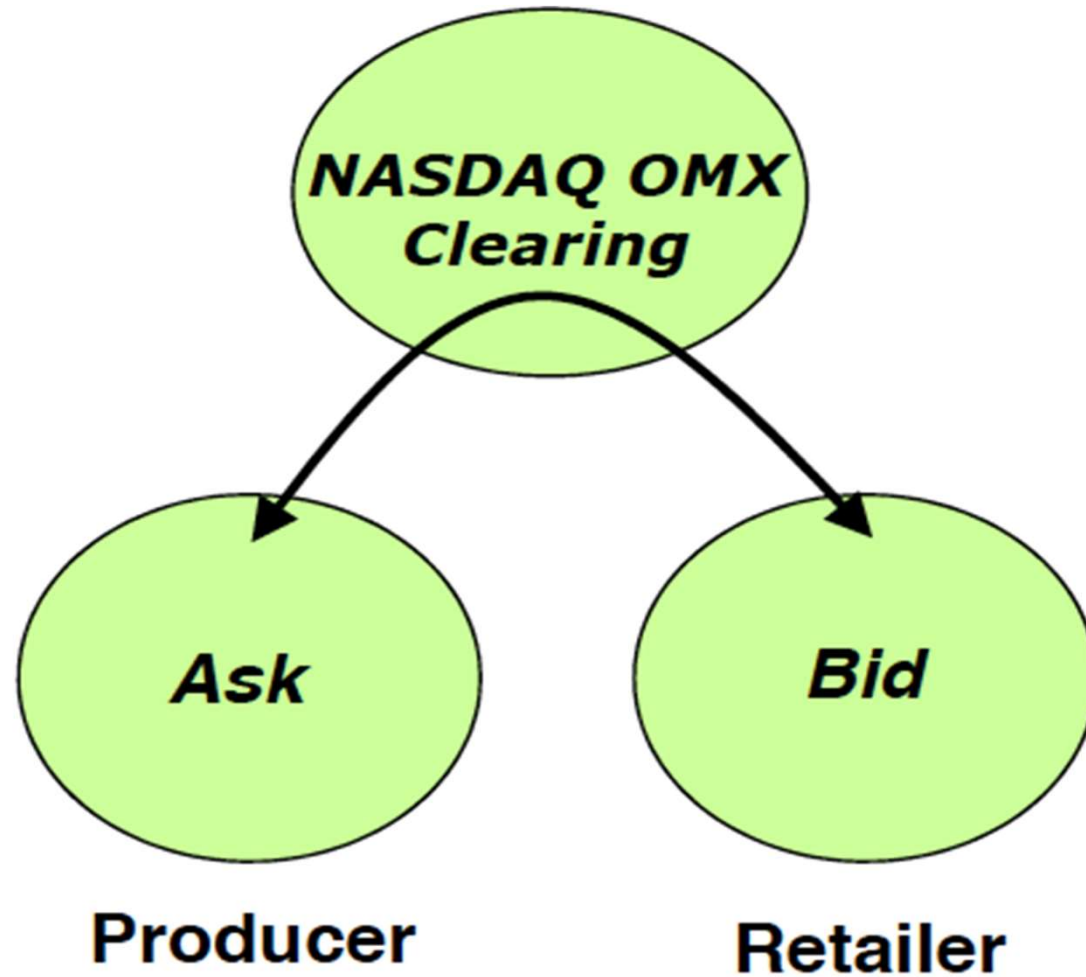 NASDAQ OMX
Clearing
Ask
Bid
Producer
Retailer